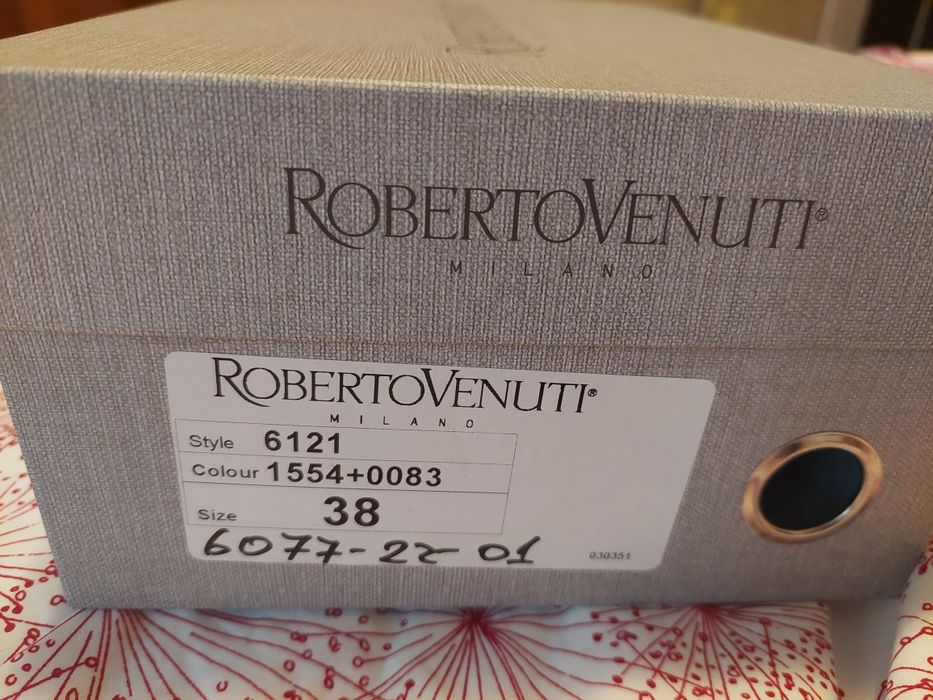 ROBERTOVENUTI®
MILANO
ROBERTOVENUTI®
MILANO
Style 6121
Colour 1554+0083
Size 38
6077-22-01
030351